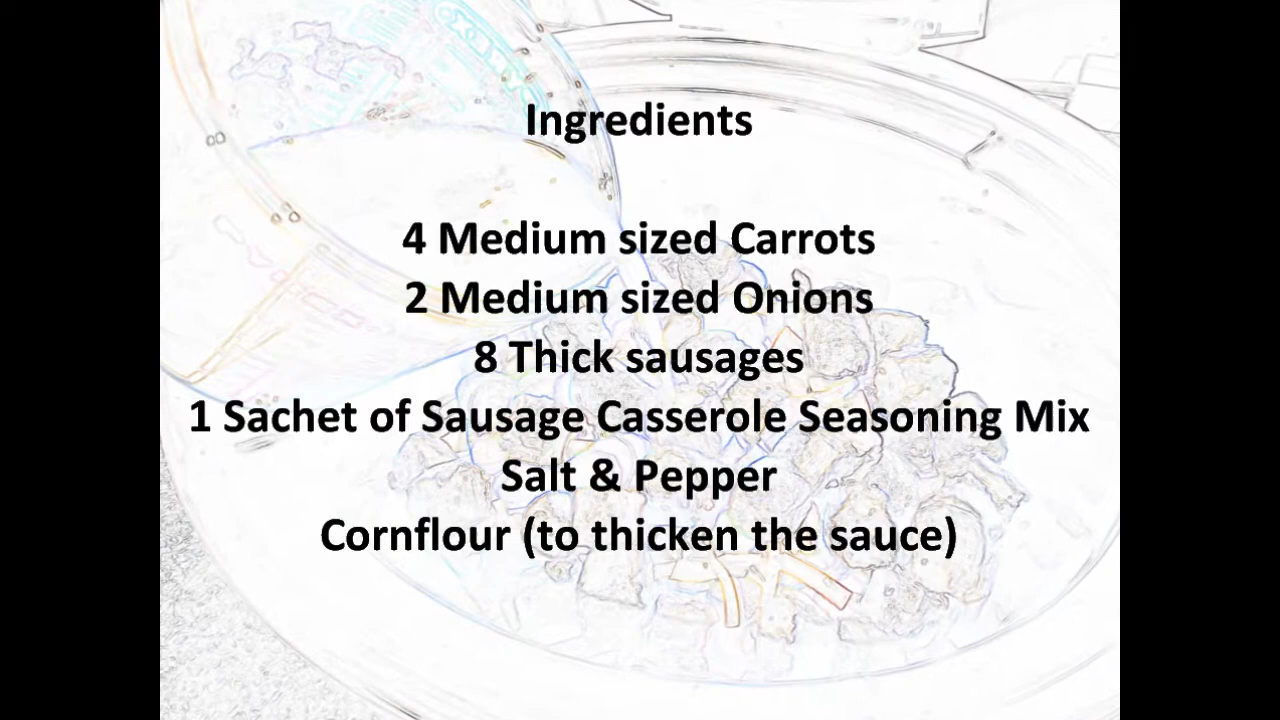 Ingredients
4 Medium sized Carrots
2 Medium sized Onions
8 Thick sausages
1 Sachet of Sausage Casserole Seasoning Mix
Salt & Pepper
Cornflour (to thicken the sauce)